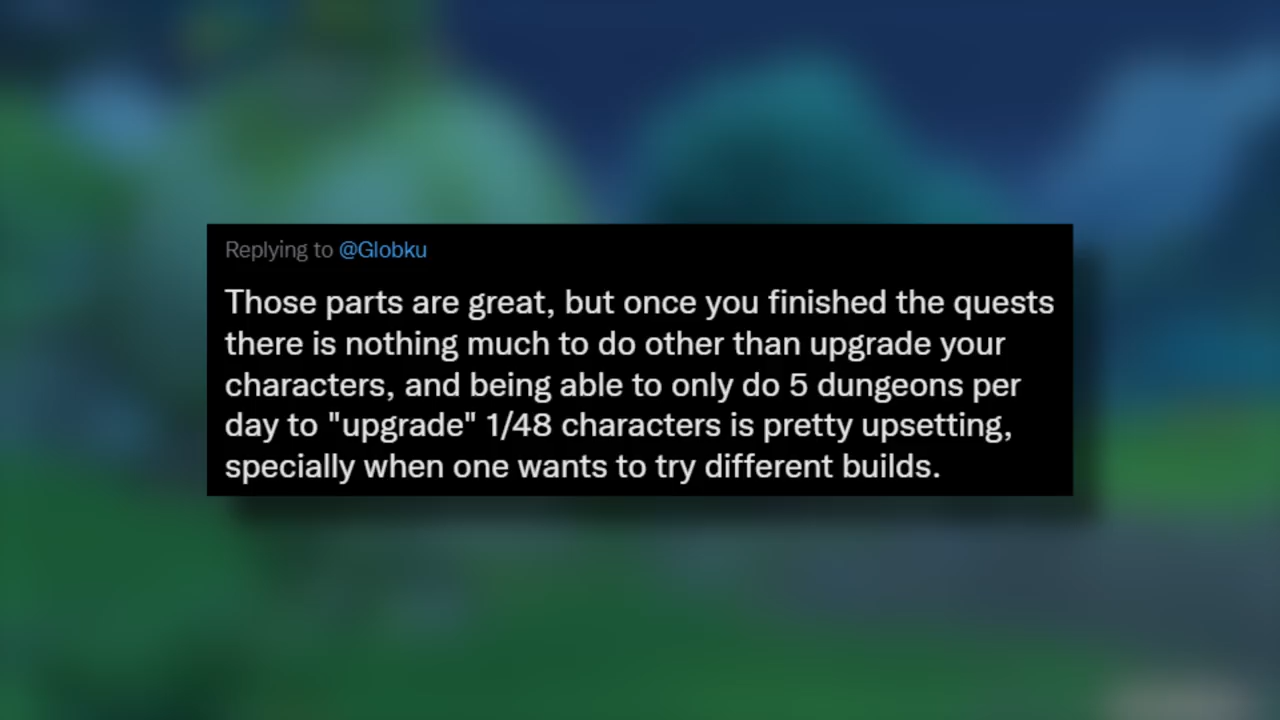 Replying to @Globku
Those parts are great, but once you finished the quests
there is nothing much to do other than upgrade your
characters, and being able to only do 5 dungeons per
day to "upgrade" 1/48 characters is pretty upsetting,
specially when one wants to try different builds.